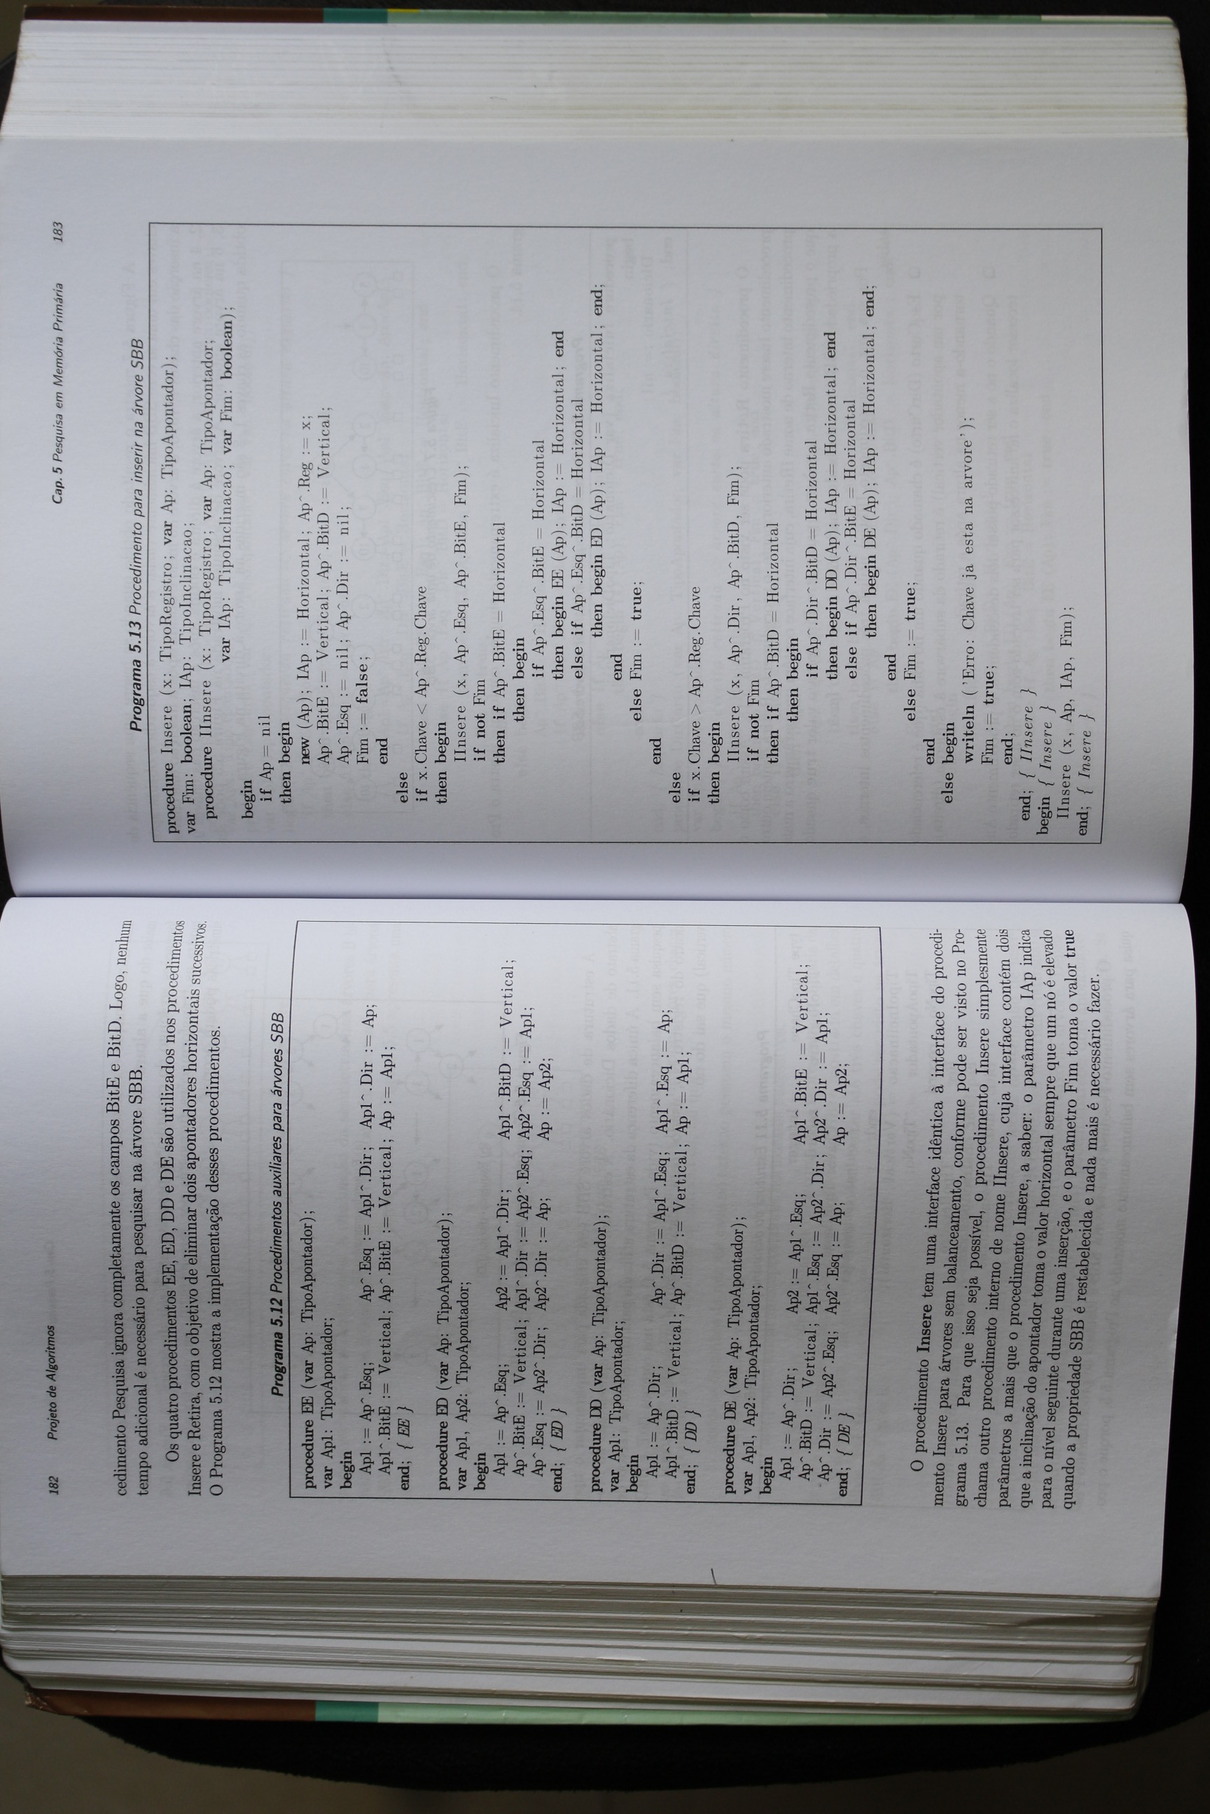 182 Projeto de Algoritmos
cedimento Pesquisa ignora completamente os campos BitE e BitD. Logo, nenhum
tempo adicional é necessário para pesquisar na árvore SBB.
Os quatro procedimentos EE, ED, DD e DE são utilizados nos procedimentos
Insere e Retira, com o objetivo de eliminar dois apontadores horizontais sucessivos.
O Programa 5.12 mostra a implementação desses procedimentos.
Programa 5.12 Procedimentos auxiliares para árvores SBB
procedure EE (var Ap: TipoApontador);
var Ap1: TipoApontador;
begin
Ap1 := Ap^.Esq; Ap^.Esq := Ap1^.Dir; Ap1^.Dir := Ap;
Ap1^.BitE := Vertical; Ap^.BitE := Vertical; Ap := Ap1;
end; { EE }
procedure ED (var Ap: TipoApontador);
var Ap1, Ap2: TipoApontador;
begin
Ap1 := Ap^.Esq; Ap2 := Ap1^.Dir; Ap1^.BitD := Vertical;
Ap^.BitE := Vertical; Ap1^.Dir := Ap2^.Esq; Ap2^.Esq := Ap1;
Ap^.Esq := Ap2^.Dir; Ap2^.Dir := Ap; Ap := Ap2;
end; { ED }
procedure DD (var Ap: TipoApontador);
var Ap1: TipoApontador;
begin
Ap1 := Ap^.Dir; Ap^.Dir := Ap1^.Esq; Ap1^.Esq := Ap;
Ap1^.BitD := Vertical; Ap^.BitD := Vertical; Ap := Ap1;
end; { DD }
procedure DE (var Ap: TipoApontador);
var Ap1, Ap2: TipoApontador;
begin
Ap1 := Ap^.Dir; Ap2 := Ap1^.Esq; Ap1^.BitE := Vertical;
Ap^.BitD := Vertical; Ap1^.Esq := Ap2^.Dir; Ap2^.Dir := Ap1;
Ap^.Dir := Ap2^.Esq; Ap2^.Esq := Ap; Ap := Ap2;
end; { DE }
O procedimento Insere tem uma interface idêntica à interface do procedi-
mento Insere para árvores sem balanceamento, conforme pode ser visto no Pro-
grama 5.13. Para que isso seja possível, o procedimento Insere simplesmente
chama outro procedimento interno de nome IInsere, cuja interface contém dois
parâmetros a mais que o procedimento Insere, a saber: o parâmetro IAp indica
que a inclinação do apontador toma o valor horizontal sempre que um nó é elevado
para o nível seguinte durante uma inserção, e o parâmetro Fim toma o valor true
quando a propriedade SBB é restabelecida e nada mais é necessário fazer.
Cap. 5 Pesquisa em Memória Primária 183
Programa 5.13 Procedimento para inserir na árvore SBB
procedure Insere (x: TipoRegistro; var Ap: TipoApontador);
var Fim: boolean; IAp: TipoInclinacao;
procedure IInsere (x: TipoRegistro; var Ap: TipoApontador;
var IAp: TipoInclinacao; var Fim: boolean);
begin
if Ap = nil
then begin
new (Ap); IAp := Horizontal; Ap^.Reg := x;
Ap^.BitE := Vertical; Ap^.BitD := Vertical;
Ap^.Esq := nil; Ap^.Dir := nil;
Fim := false;
end
else
if x.Chave < Ap^.Reg.Chave
then begin
IInsere (x, Ap^.Esq, Ap^.BitE, Fim);
if not Fim
then if Ap^.BitE = Horizontal
then begin
if Ap^.Esq^.BitE = Horizontal
then begin EE (Ap); IAp := Horizontal; end
else if Ap^.Esq^.BitD = Horizontal
then begin ED (Ap); IAp := Horizontal; end;
end
else Fim := true;
end
else
if x.Chave > Ap^.Reg.Chave
then begin
IInsere (x, Ap^.Dir, Ap^.BitD, Fim);
if not Fim
then if Ap^.BitD = Horizontal
then begin
if Ap^.Dir^.BitD = Horizontal
then begin DD (Ap); IAp := Horizontal; end
else if Ap^.Dir^.BitE = Horizontal
then begin DE (Ap); IAp := Horizontal; end;
end
else Fim := true;
end
else begin
writeln ('Erro: Chave ja esta na arvore');
Fim := true;
end;
end; { IInsere }
begin { Insere }
IInsere (x, Ap, IAp, Fim);
end; { Insere }